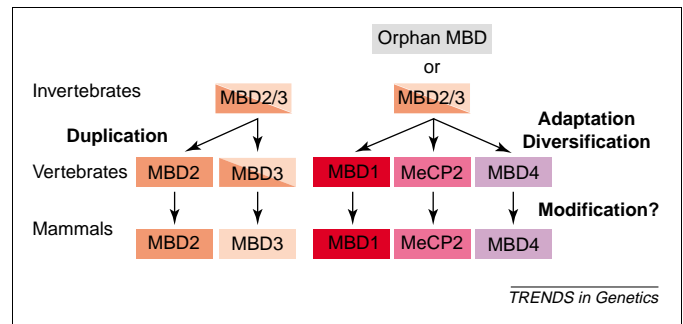 Orphan MBD
or
Invertebrates
MBD2/3
MBD2/3
Duplication
Adaptation
Diversification
Vertebrates
MBD2
MBD3
MBD1
MeCP2
MBD4
Modification?
Mammals
MBD2
MBD3
MBD1
MeCP2
MBD4
TRENDS in Genetics